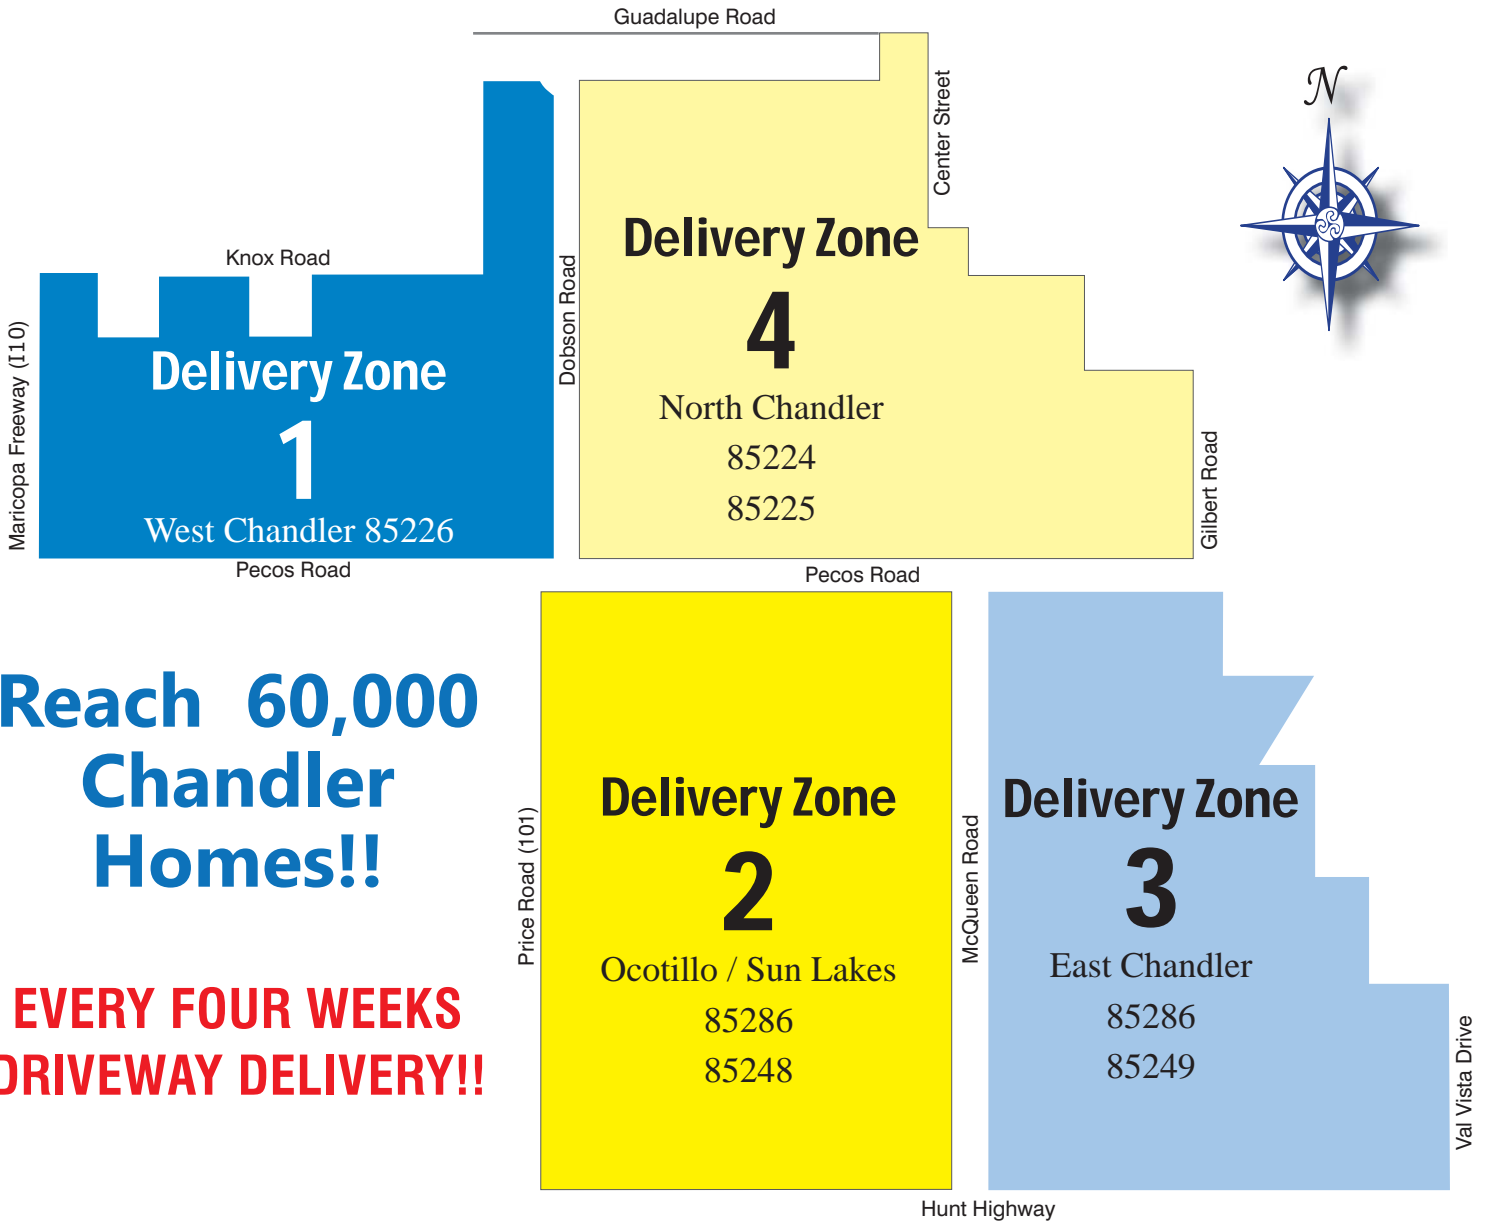 Guadalupe Road
N
Center Street
Knox Road
Dobson Road
Maricopa Freeway (I10)
Delivery Zone
1
West Chandler 85226
Pecos Road
Delivery Zone
4
North Chandler
85224
85225
Gilbert Road
Pecos Road
Reach 60,000
Chandler
Homes!!
EVERY FOUR WEEKS
DRIVEWAY DELIVERY!!
Price Road (101)
Delivery Zone
2
Ocotillo / Sun Lakes
85286
85248
McQueen Road
Delivery Zone
3
East Chandler
85286
85249
Val Vista Drive
Hunt Highway